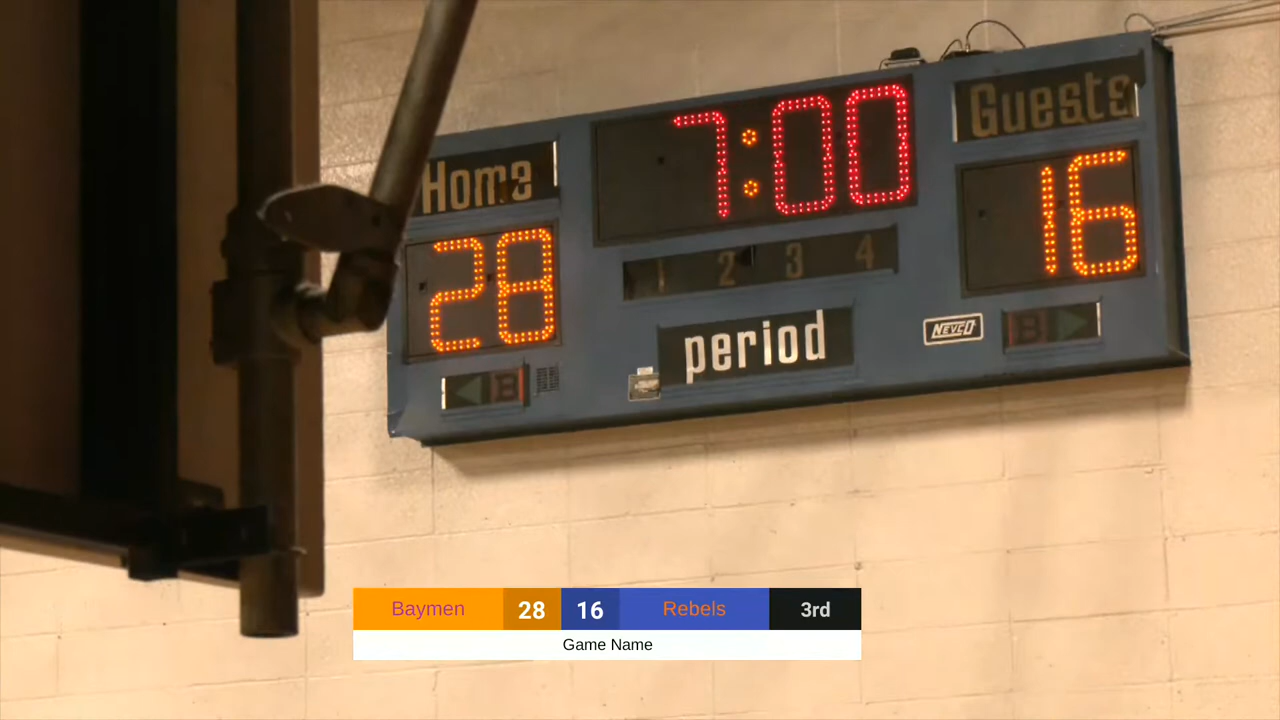 Home 7:00 Guests
28 16
1 2 3 4
period NEVCO
B B
Baymen 28 16 Rebels 3rd
Game Name